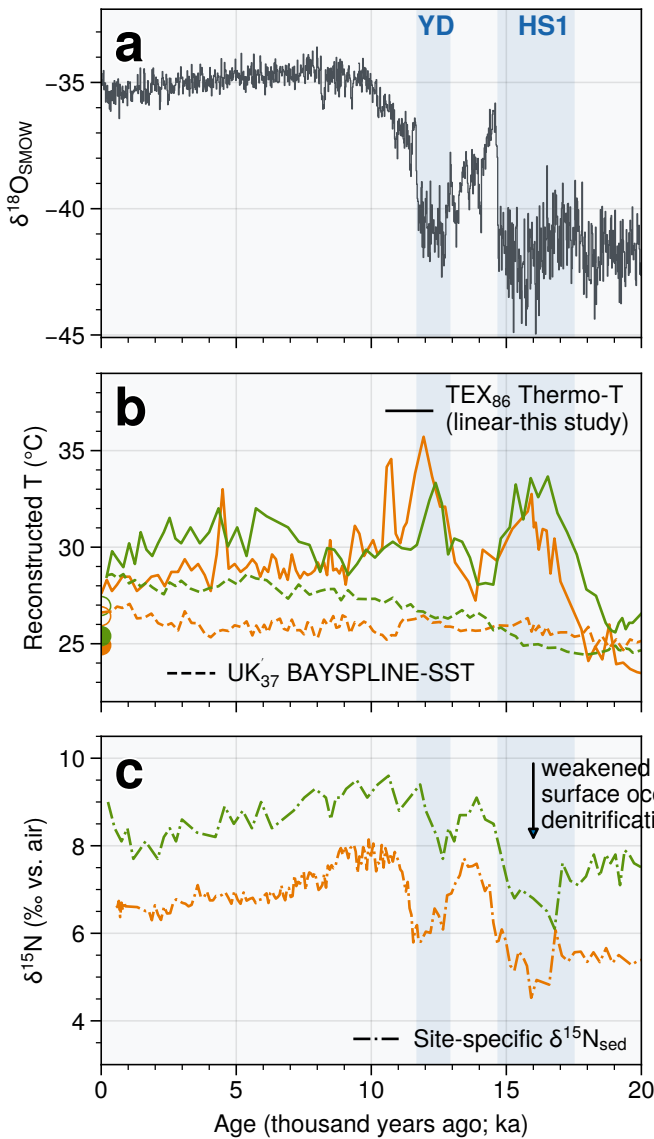 YD HS1
a
−35
−40
−45
δ18OSMOW
b
TEX86 Thermo-T
(linear-this study)
35
30
25
Reconstructed T (°C)
UK′37 BAYSPLINE-SST
c
weakened
surface oc
denitrificati
10
8
6
4
δ15N (‰ vs. air)
Site-specific δ15Nsed
0 5 10 15 20
Age (thousand years ago; ka)